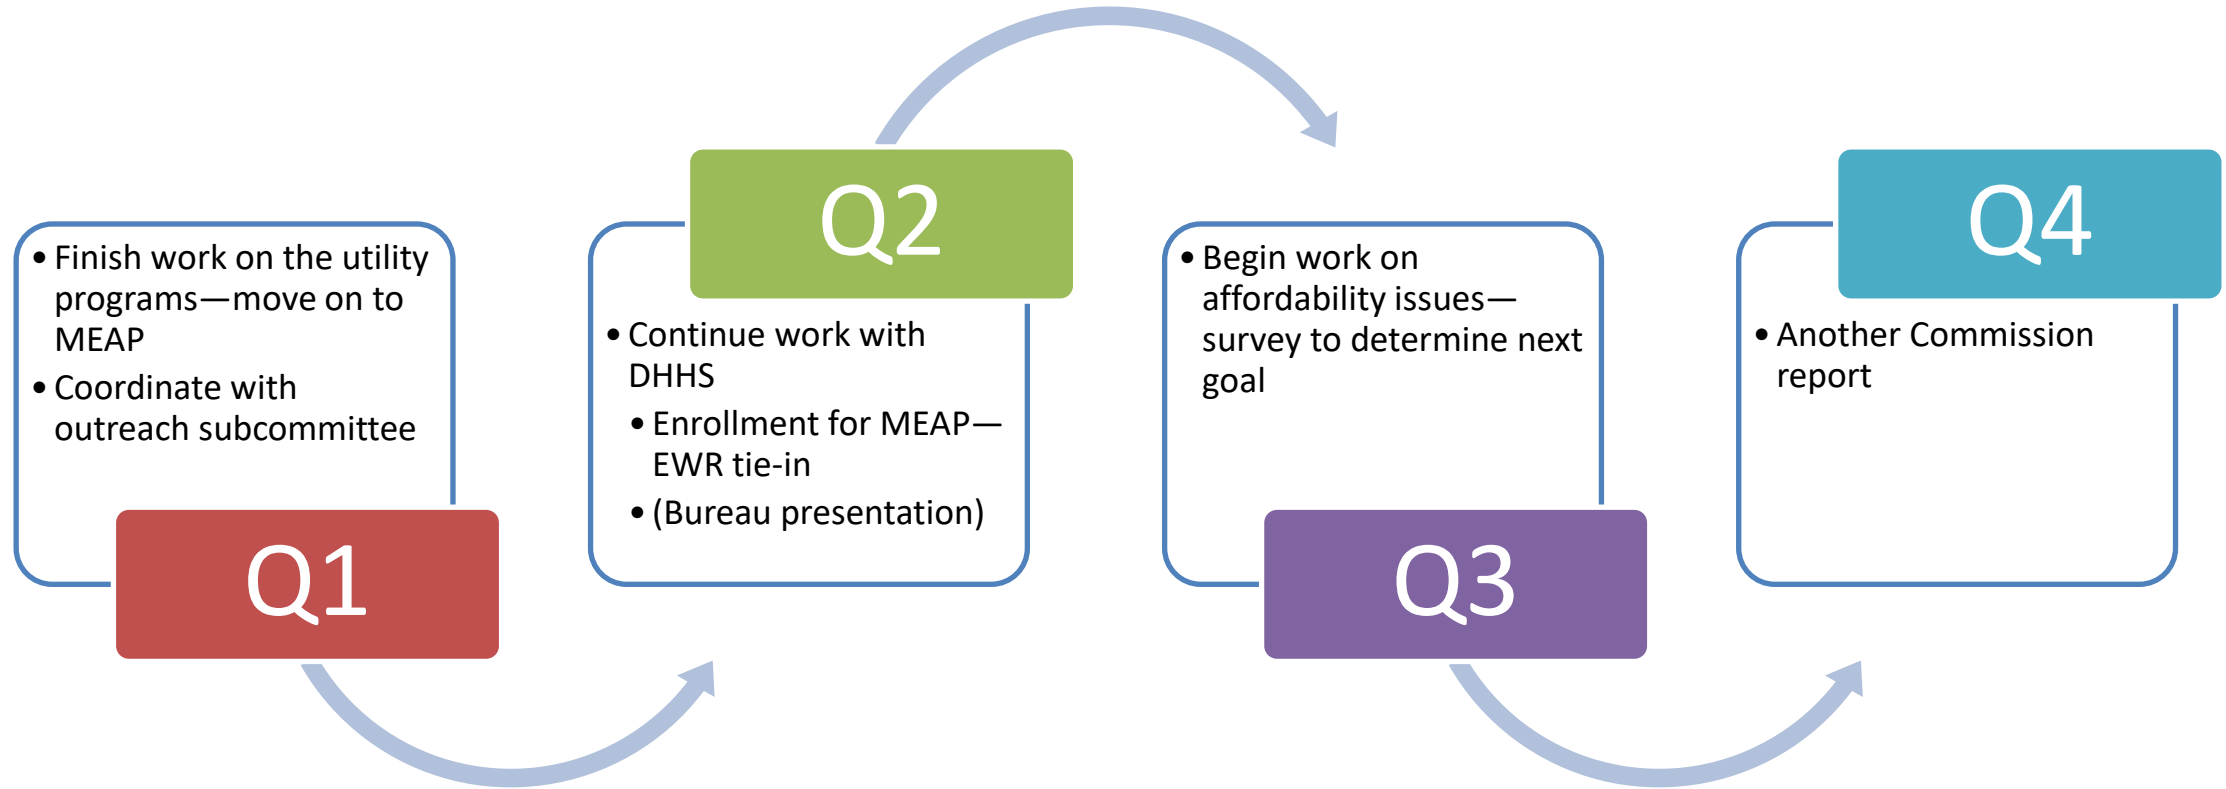 • Finish work on the utility
programs—move on to
MEAP
• Coordinate with
outreach subcommittee
Q1
Q2
• Continue work with
DHHS
• Enrollment for MEAP—
EWR tie-in
• (Bureau presentation)
• Begin work on
affordability issues—
survey to determine next
goal
Q3
Q4
• Another Commission
report